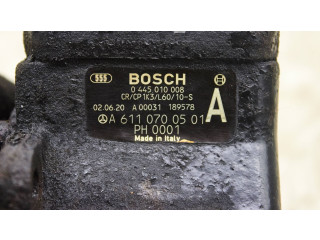 sss BOSCH
0 445 010 008
CR/CP1K3/L60/10-S
02.06.20 A 00031 189578
A
A 611 070 05 01
PH 0001
Made in Italy